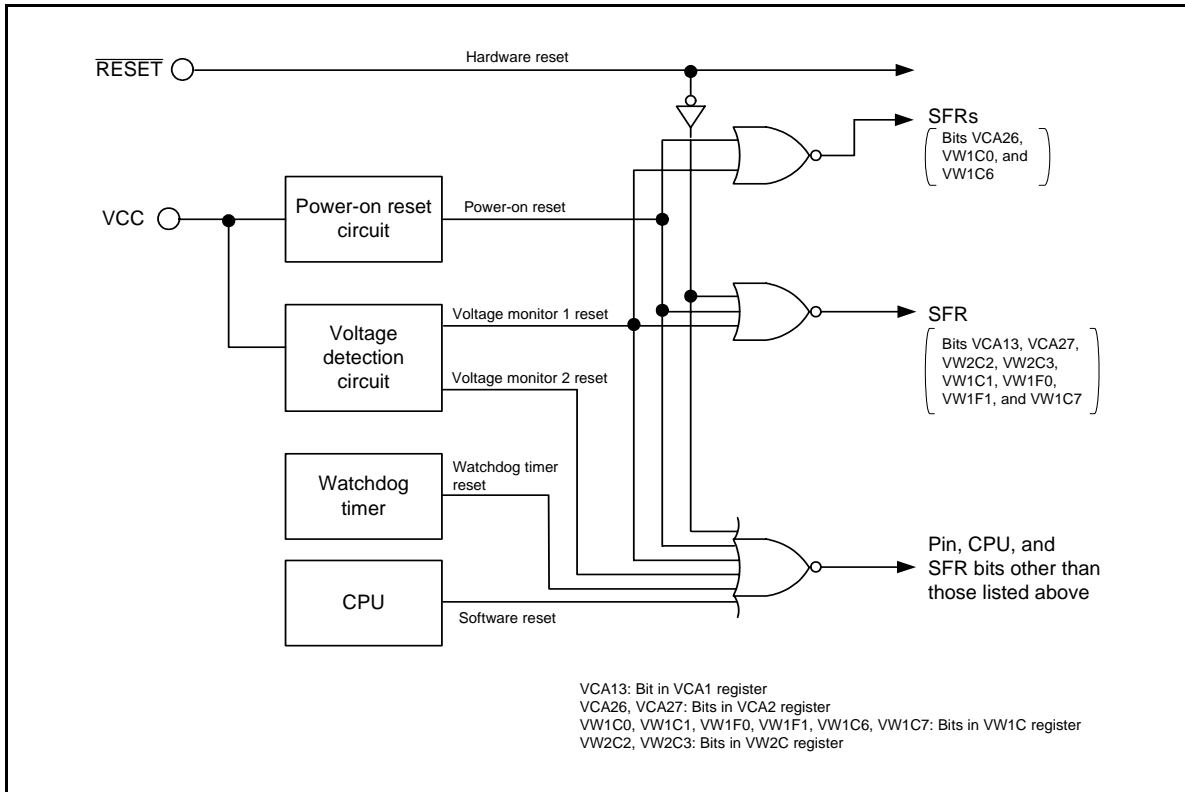 RESET
Hardware reset
SFRs
Bits VCA26,
VW1C0, and
VW1C6
VCC
Power-on reset
circuit
Power-on reset
SFR
Bits VCA13, VCA27,
VW2C2, VW2C3,
VW1C1, VW1F0,
VW1F1, and VW1C7
Voltage
detection
circuit
Voltage monitor 1 reset
Voltage monitor 2 reset
Watchdog
timer
Watchdog timer
reset
Pin, CPU, and
SFR bits other than
those listed above
CPU
Software reset
VCA13: Bit in VCA1 register
VCA26, VCA27: Bits in VCA2 register
VW1C0, VW1C1, VW1F0, VW1F1, VW1C6, VW1C7: Bits in VW1C register
VW2C2, VW2C3: Bits in VW2C register